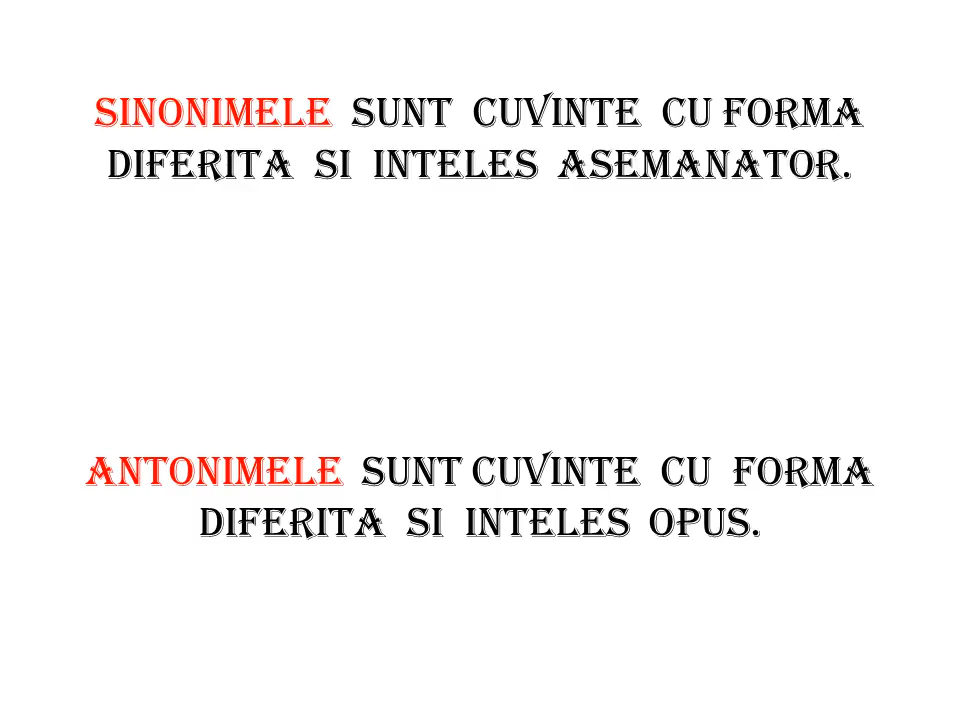 SINONIMELE SUNT CUVINTE CU FORMA
DIFERITA SI INTELES ASEMANATOR.
ANTONIMELE SUNT CUVINTE CU FORMA
DIFERITA SI INTELES OPUS.